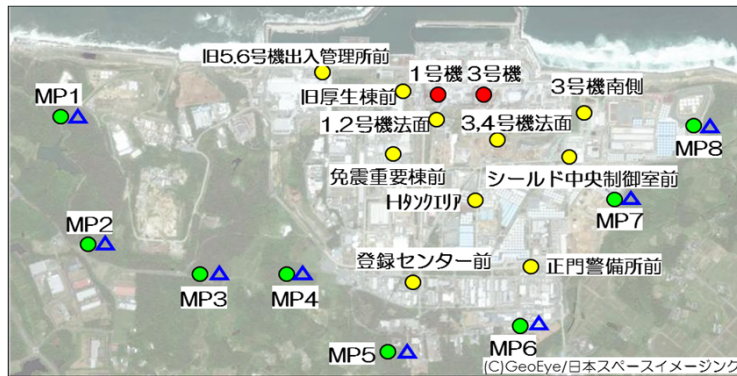 旧5.6号機出入管理所前
1号機
3号機
MP1
旧厚生棟前
3号機南側
1.2号機法面
3,4号機法面
MP8
免震重要棟前
シールド中央制御室前
Hタンクエリア
MP7
MP2
登録センター前
正門警備所前
MP3
MP4
MP6
MP5
(C)GeoEye/日本スペースイメージング